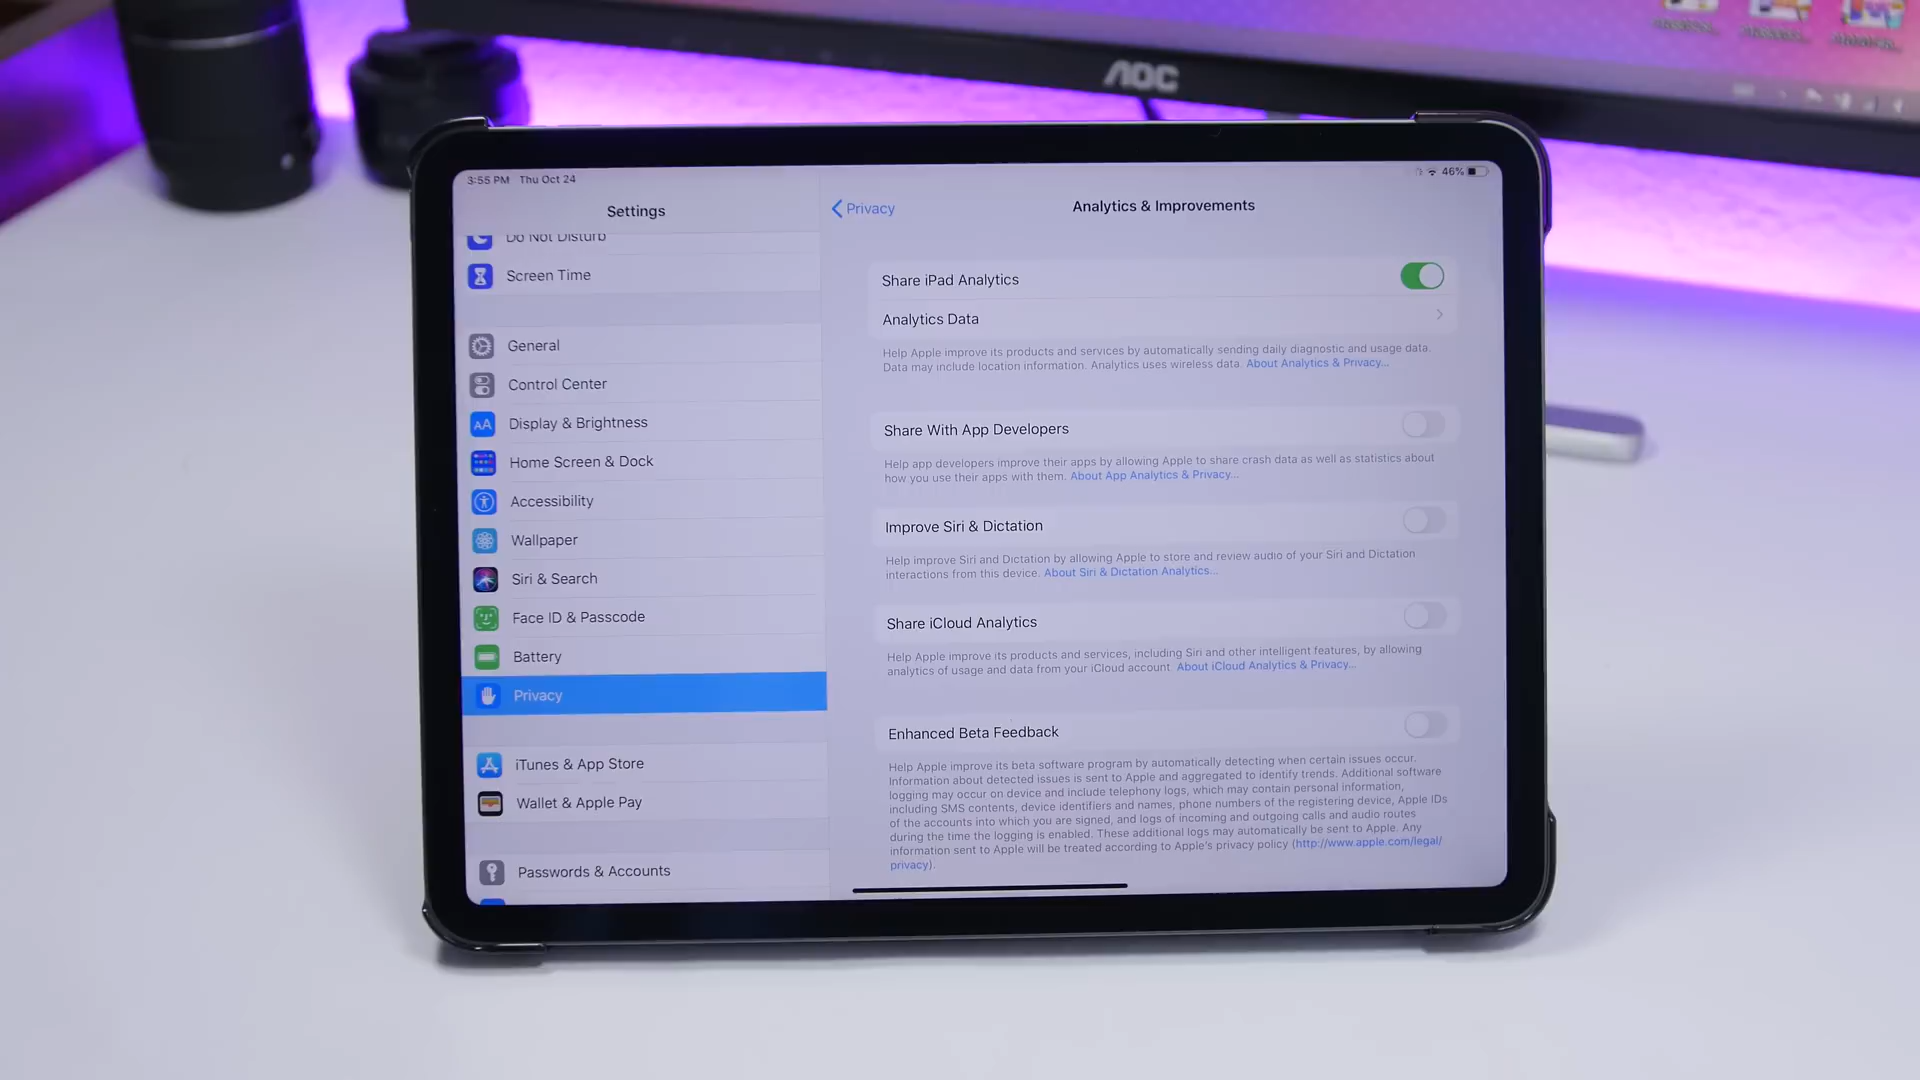 AOC
3:55 PM Thu Oct 24
46%
Settings
Do Not Disturb
Screen Time
General
Control Center
AA
Display & Brightness
Home Screen & Dock
Accessibility
Wallpaper
Siri & Search
Face ID & Passcode
Battery
Privacy
iTunes & App Store
Wallet & Apple Pay
Passwords & Accounts
Privacy
Analytics & Improvements
Share iPad Analytics
Analytics Data
Help Apple improve its products and services by automatically sending daily diagnostic and usage data.
Data may include location information. Analytics uses wireless data. About Analytics & Privacy...
Share With App Developers
Help app developers improve their apps by allowing Apple to share crash data as well as statistics about
how you use their apps with them. About App Analytics & Privacy...
Improve Siri & Dictation
Help improve Siri and Dictation by allowing Apple to store and review audio of your Siri and Dictation
interactions from this device. About Siri & Dictation Analytics...
Share iCloud Analytics
Help Apple improve its products and services, including Siri and other intelligent features, by allowing
analytics of usage and data from your iCloud account. About iCloud Analytics & Privacy...
Enhanced Beta Feedback
Help Apple improve its beta software program by automatically detecting when certain issues occur.
Information about detected issues is sent to Apple and aggregated to identify trends. Additional software
logging may occur on device and include telephony logs, which may contain personal information,
including SMS contents, device identifiers and names, phone numbers of the registering device, Apple IDs
of the accounts into which you are signed, and logs of incoming and outgoing calls and audio routes
during the time the logging is enabled. These additional logs may automatically be sent to Apple. Any
information sent to Apple will be treated according to Apple's privacy policy (http://www.apple.com/legal/
privacy).